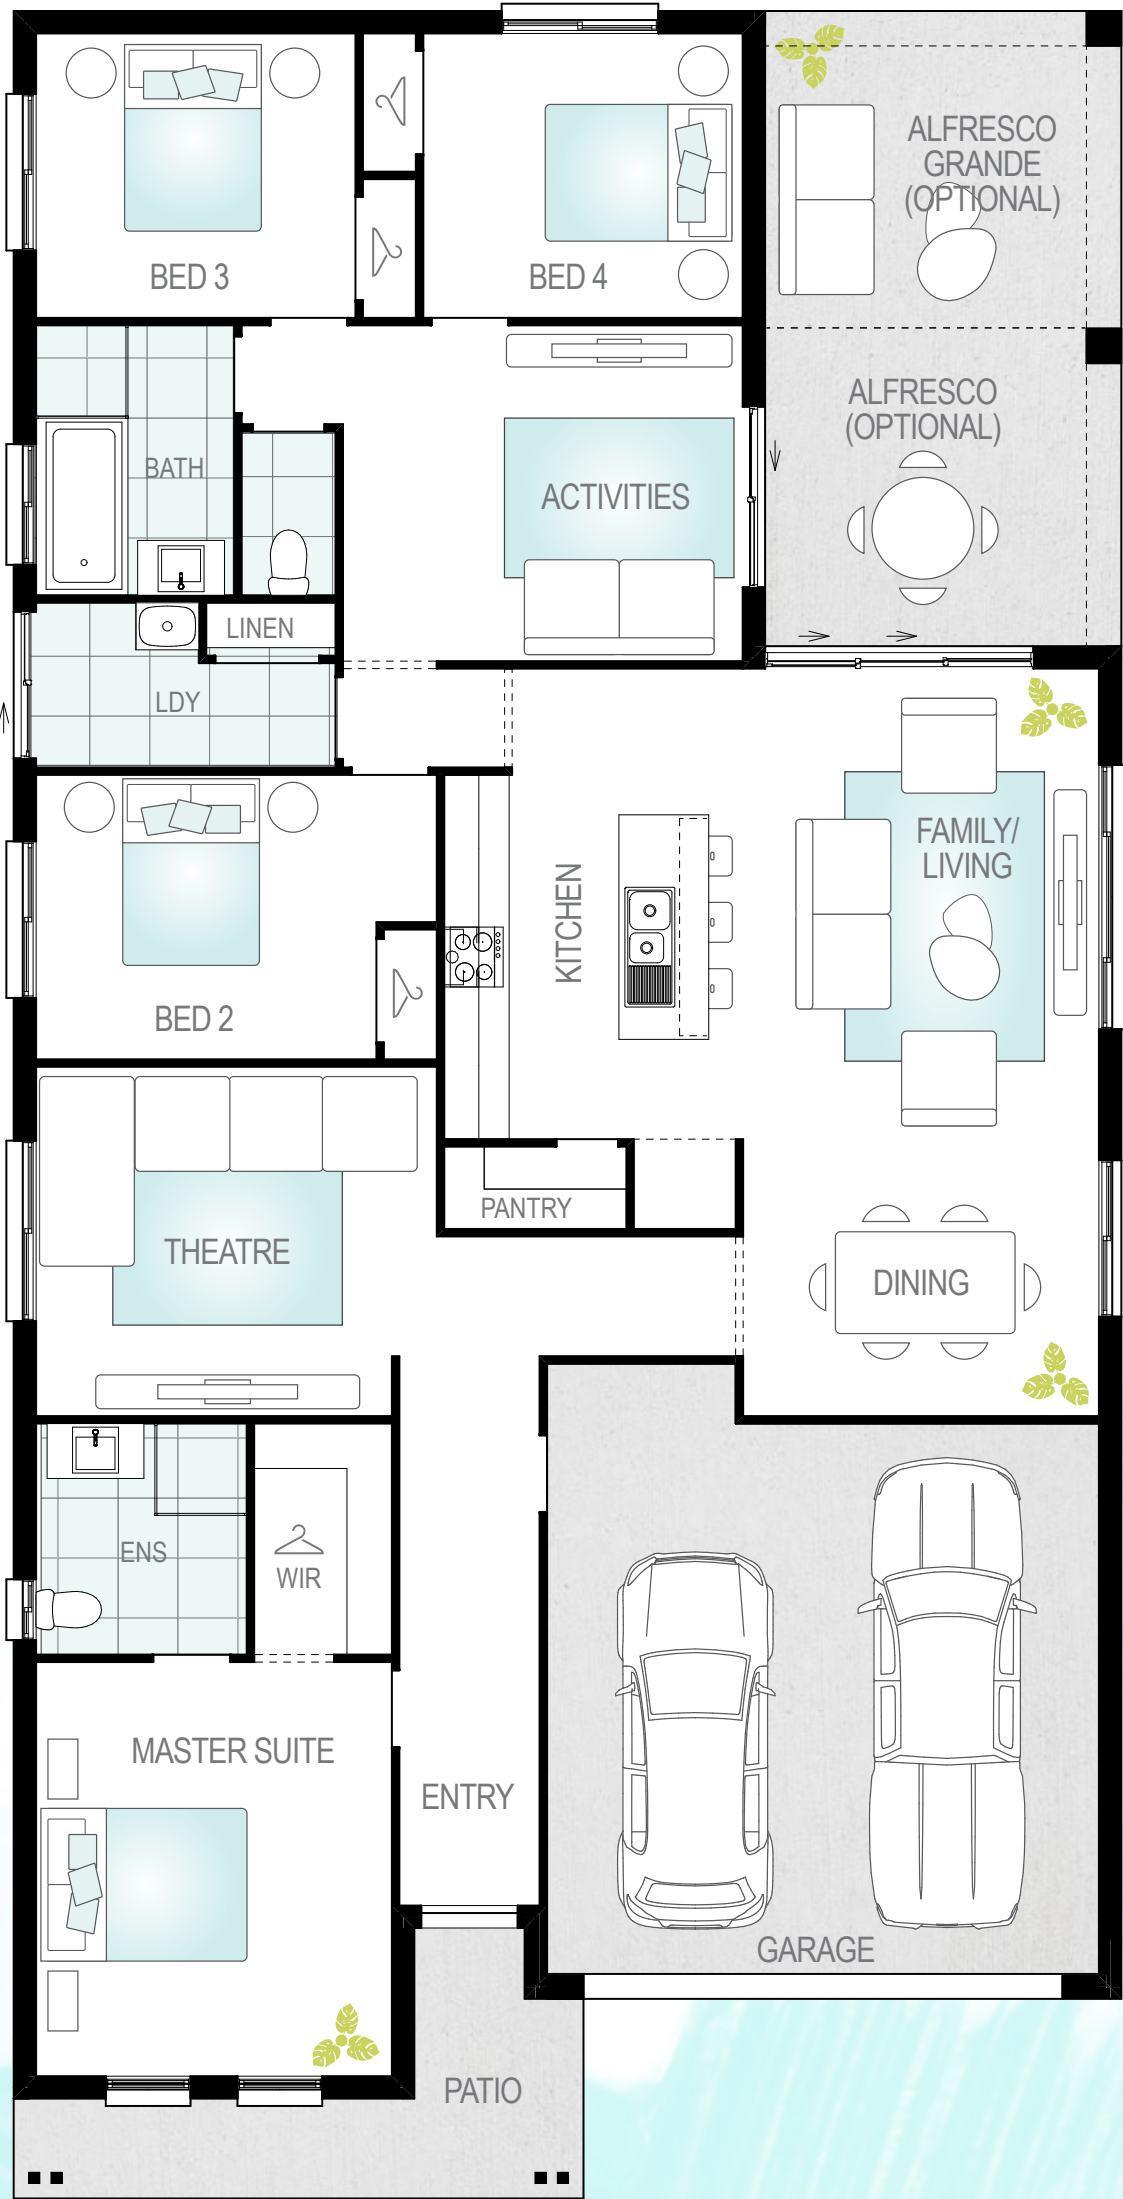 ALFRESCO
GRANDE
(OPTIONAL)
BED 3
BED 4
ALFRESCO
(OPTIONAL)
BATH
ACTIVITIES
LINEN
LDY
FAMILY/
LIVING
KITCHEN
BED 2
PANTRY
THEATRE
DINING
ENS
WIR
MASTER SUITE
ENTRY
GARAGE
PATIO